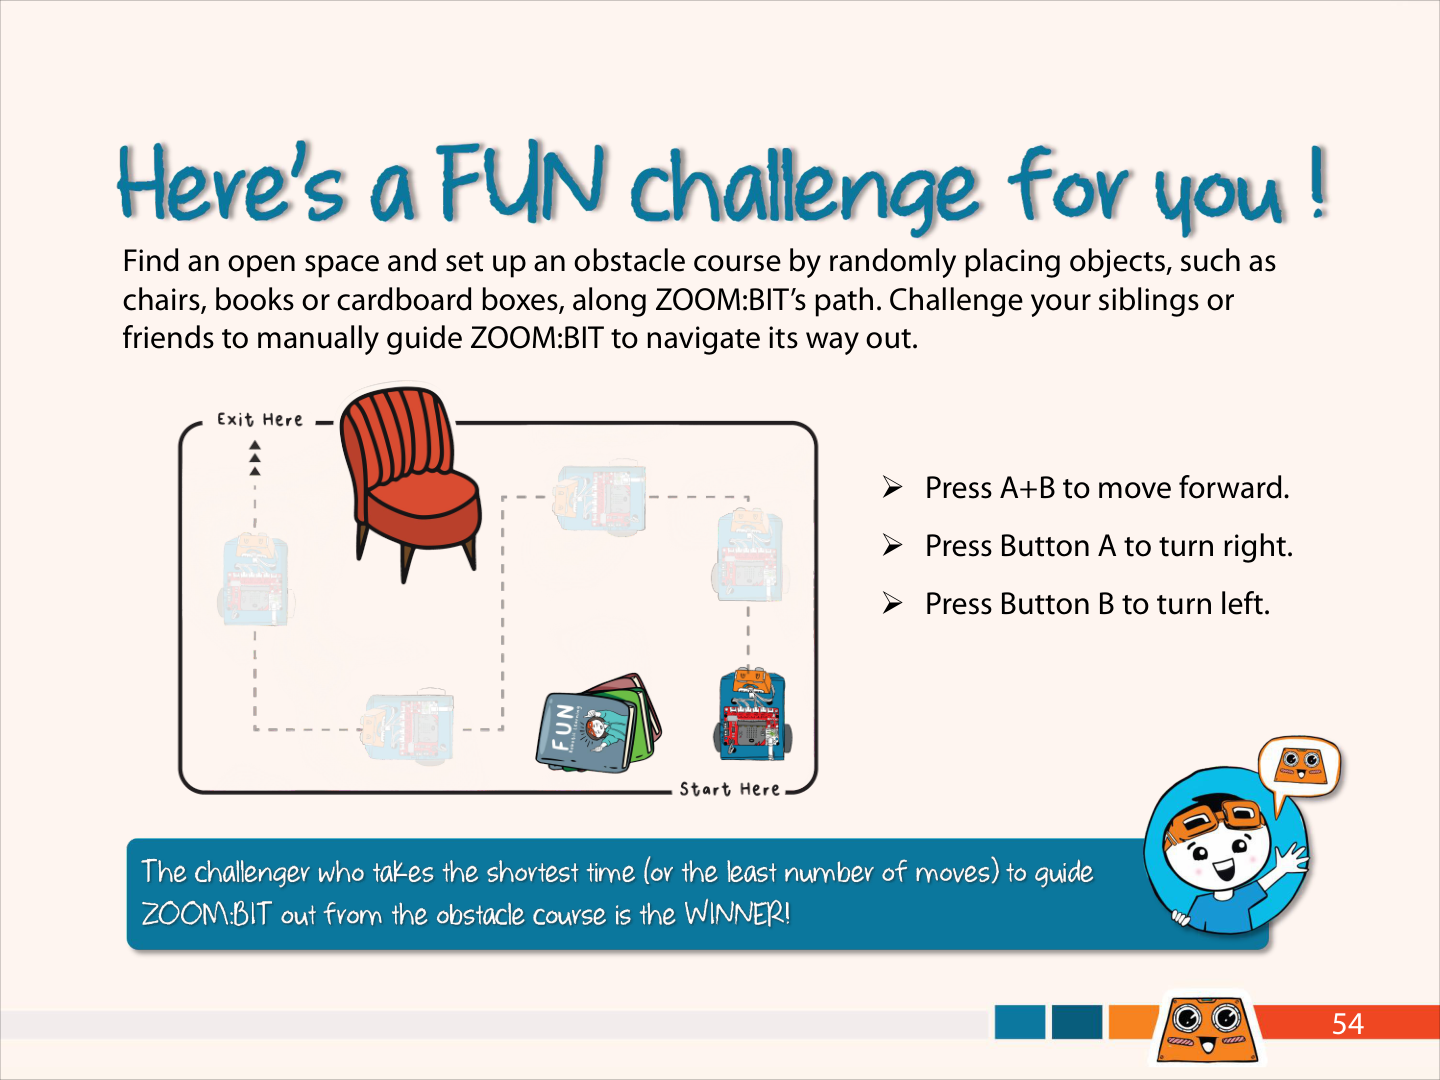 Here's a FUN challenge for you !
Find an open space and set up an obstacle course by randomly placing objects, such as
chairs, books or cardboard boxes, along ZOOM:BIT’s path. Challenge your siblings or
friends to manually guide ZOOM:BIT to navigate its way out.
Exit Here
➢ Press A+B to move forward.
➢ Press Button A to turn right.
➢ Press Button B to turn left.
FUN
Start Here
The challenger who takes the shortest time (or the least number of moves) to guide
ZOOM:BIT out from the obstacle course is the WINNER!
54